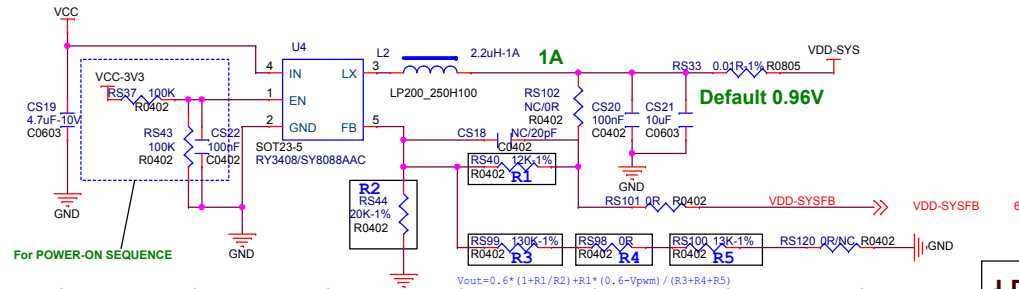 VCC
U4
L2
2.2uH-1A
1A
VDD-SYS
4 IN LX 3
RS33 0.01R-1% R0805
VCC-3V3
LP200_250H100
RS37 100K
R0402
1 EN
RS102
NC/0R
R0402
CS20
100nF
C0402
CS21
10uF
C0603
Default 0.96V
CS19
4.7uF-10V
C0603
RS43
100K
R0402
CS22
100nF
C0402
2 GND FB 5
SOT23-5
RY3408/SY8088AAC
CS18 NC/20pF
C0402
RS40 12K-1%
R0402 R1
GND
R2
RS44
20K-1%
R0402
RS101 0R R0402
VDD-SYSFB
VDD-SYSFB 6
GND
GND
For POWER-ON SEQUENCE
RS99 130K-1%
R0402 R3
RS98 0R
R0402 R4
RS100 13K-1%
R0402 R5
RS120 0R/NC R0402
GND
Vout=0.6*(1+R1/R2)+R1*(0.6-Vpwm)/(R3+R4+R5)